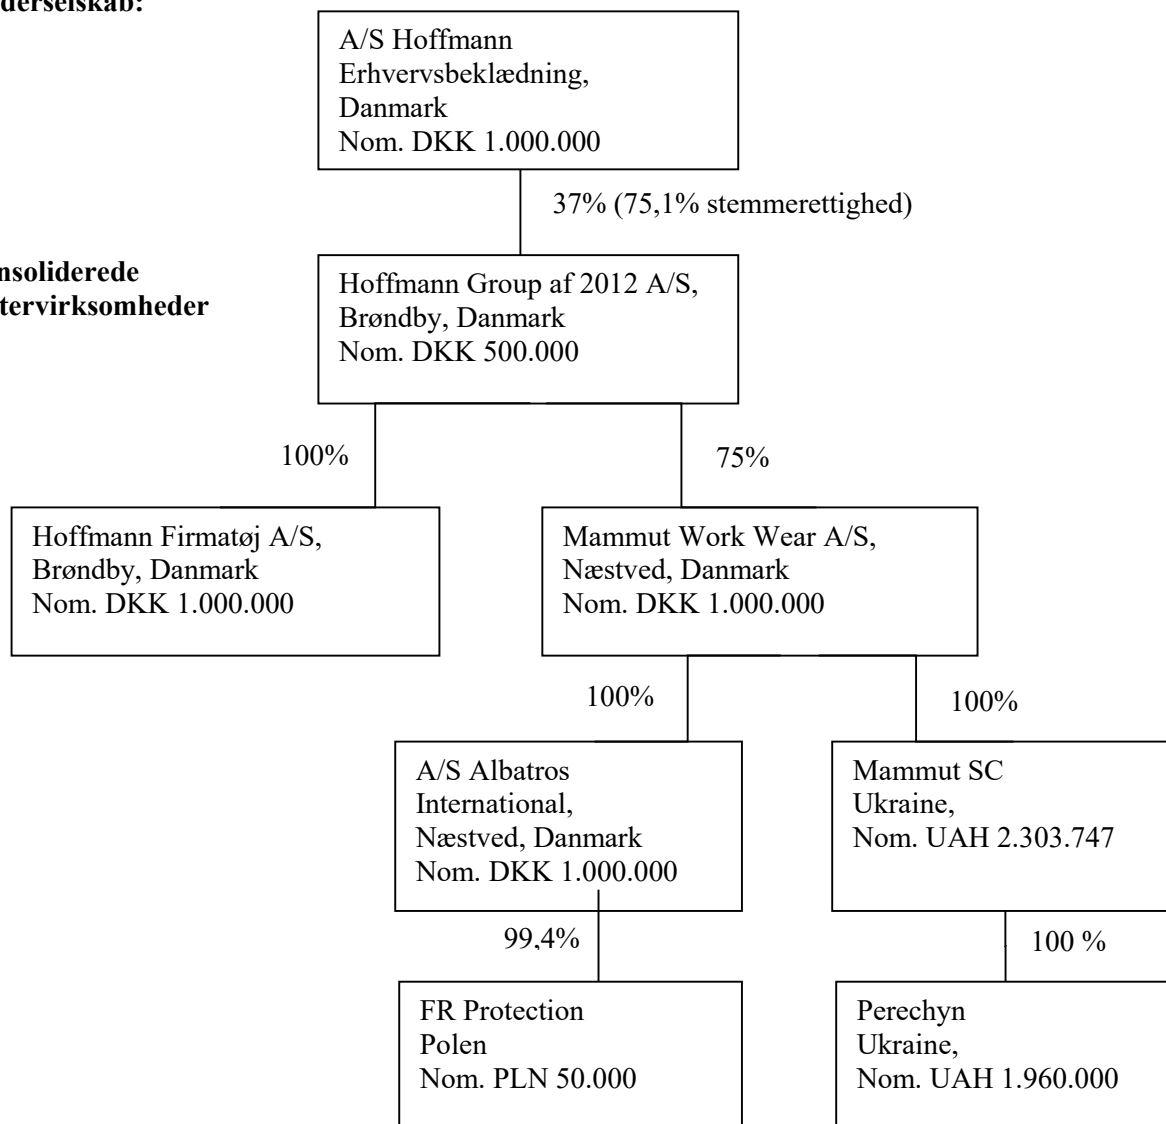 derselskab:
A/S Hoffmann
Erhvervsbeklædning,
Danmark
Nom. DKK 1.000.000
37% (75,1% stemmerettighed)
nsoliderede
tervirksomheder
Hoffmann Group af 2012 A/S,
Brøndby, Danmark
Nom. DKK 500.000
100%
75%
Hoffmann Firmatøj A/S,
Brøndby, Danmark
Nom. DKK 1.000.000
Mammut Work Wear A/S,
Næstved, Danmark
Nom. DKK 1.000.000
100%
100%
A/S Albatros
International,
Næstved, Danmark
Nom. DKK 1.000.000
Mammut SC
Ukraine,
Nom. UAH 2.303.747
99,4%
100 %
FR Protection
Polen
Nom. PLN 50.000
Perechyn
Ukraine,
Nom. UAH 1.960.000